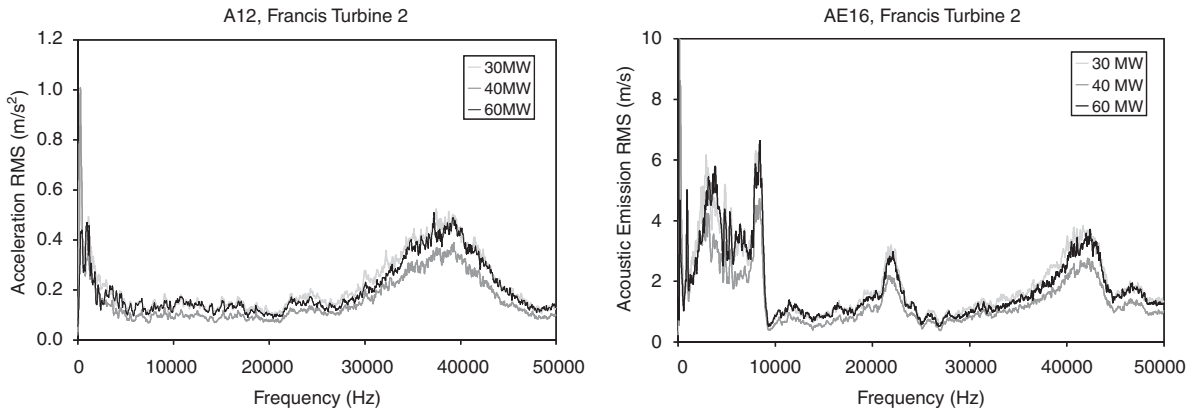 A12, Francis Turbine 2
Acceleration RMS (m/s²)
1.2
1.0
0.8
0.6
0.4
0.2
0.0
30MW
40MW
60MW
0 10000 20000 30000 40000 50000
Frequency (Hz)
AE16, Francis Turbine 2
Acoustic Emission RMS (m/s)
10
8
6
4
2
0
30 MW
40 MW
60 MW
0 10000 20000 30000 40000 50000
Frequency (Hz)